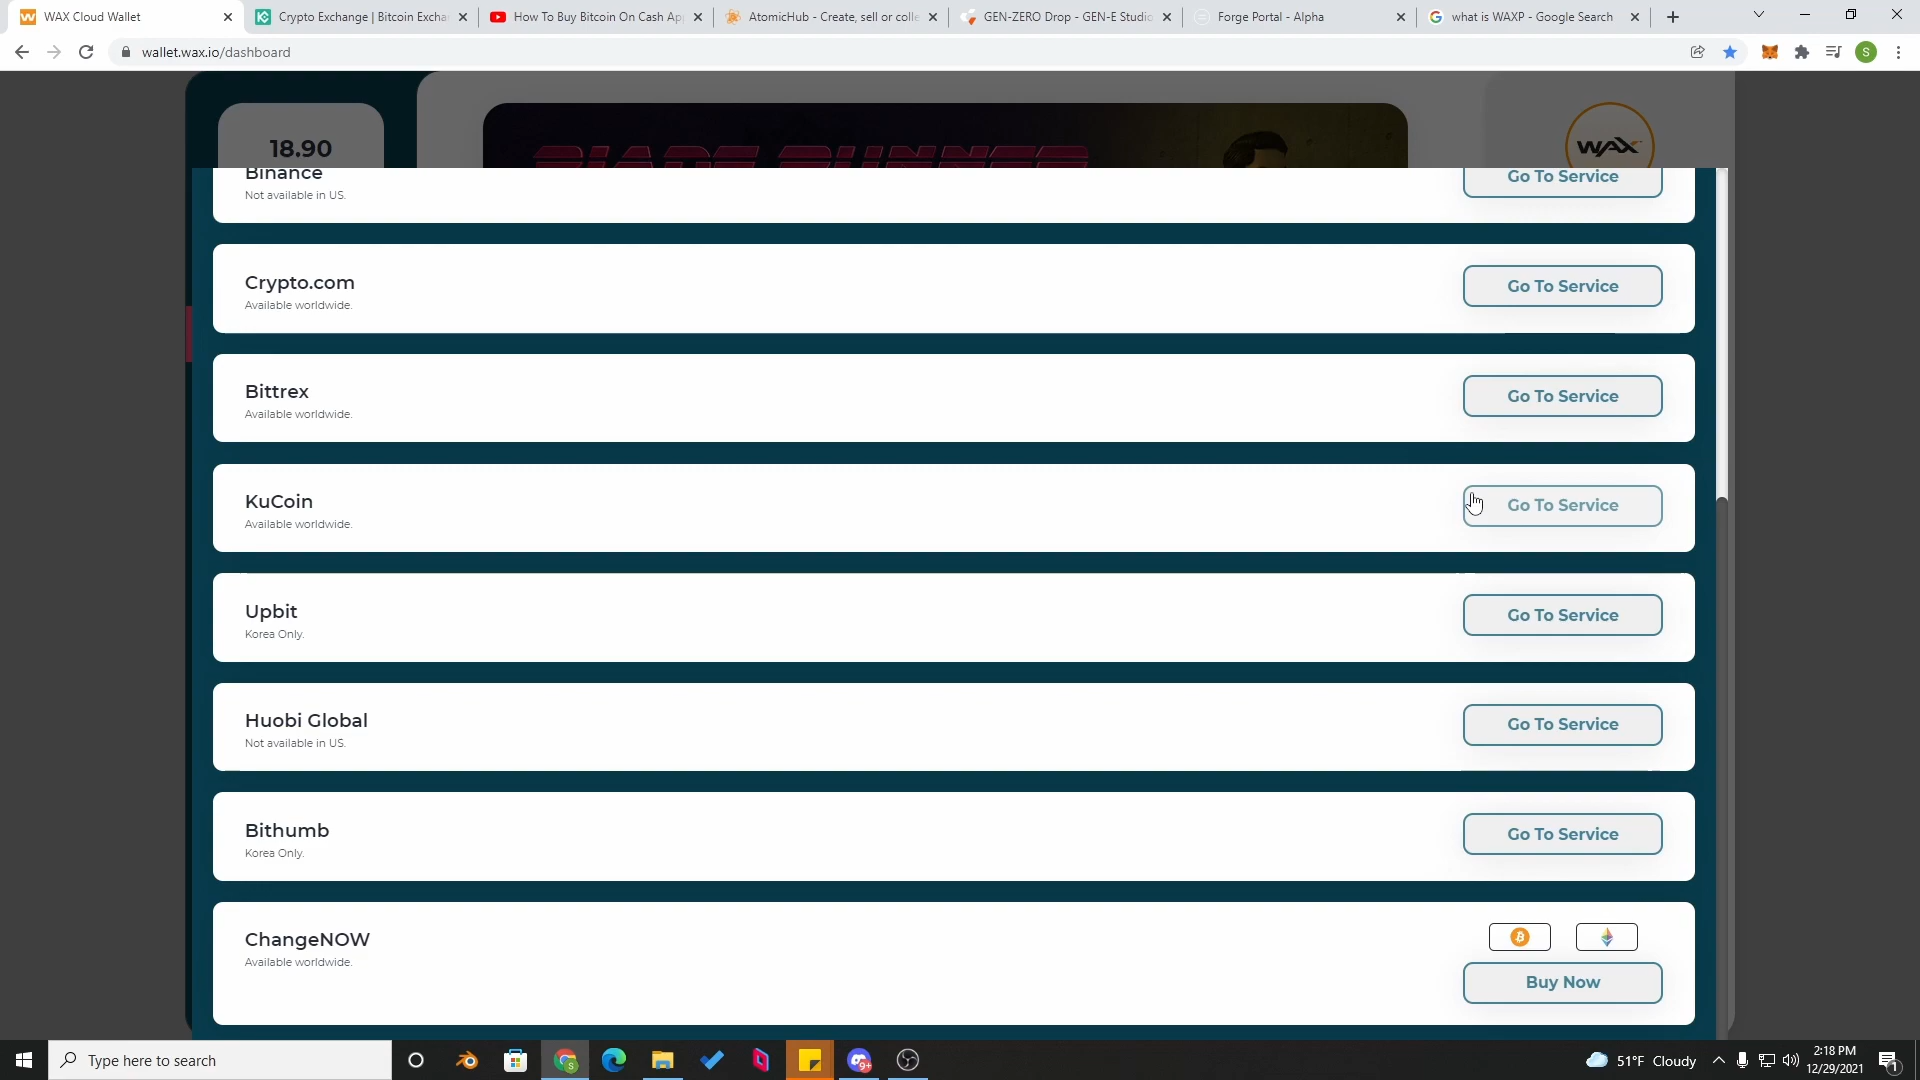 WAX Cloud Wallet
Crypto Exchange | Bitcoin Excha
How To Buy Bitcoin On Cash Ap
AtomicHub - Create, sell or colle
GEN-ZERO Drop - GEN-E Studio
Forge Portal - Alpha
what is WAXP - Google Search
wallet.wax.io/dashboard
S
18.90
BLADE RUNNER
WAX
Binance
Not available in US.
Go To Service
Crypto.com
Available worldwide.
Go To Service
Bittrex
Available worldwide.
Go To Service
KuCoin
Available worldwide.
Go To Service
Upbit
Korea Only.
Go To Service
Huobi Global
Not available in US.
Go To Service
Bithumb
Korea Only.
Go To Service
ChangeNOW
Available worldwide.
Buy Now
Type here to search
9+
51°F Cloudy
2:18 PM
12/29/2021
1